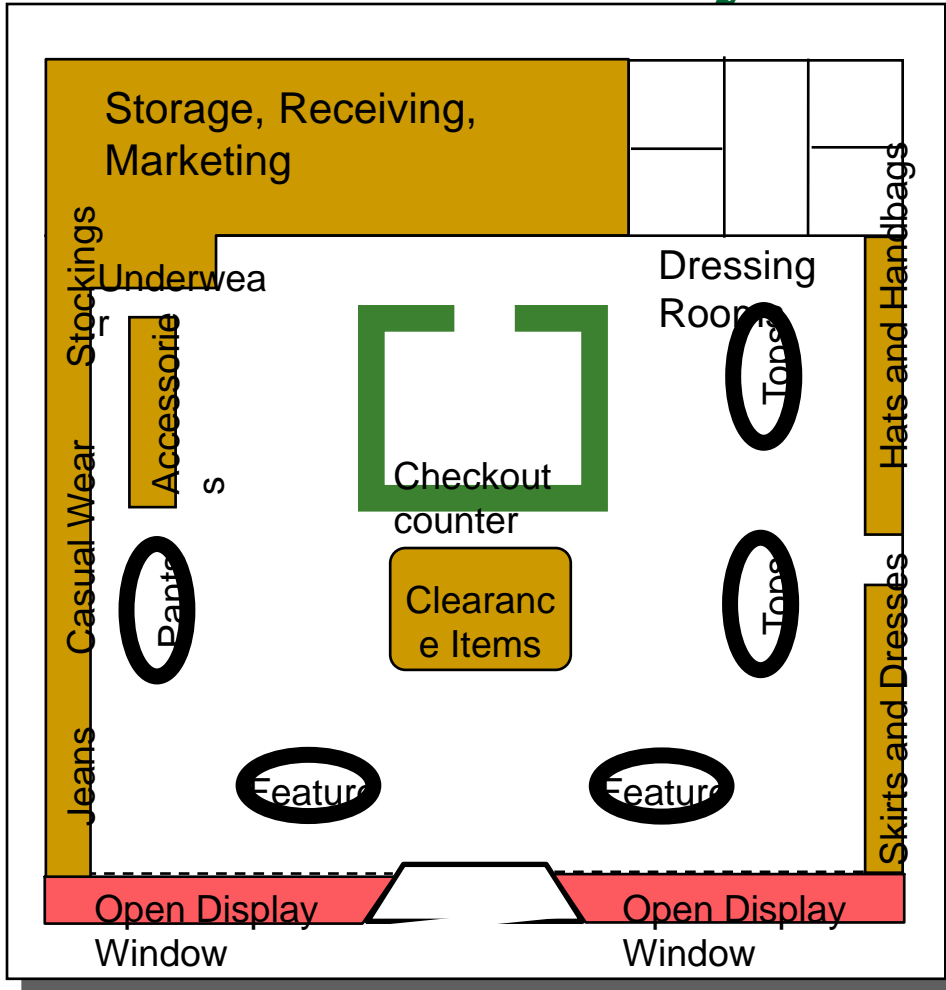 Storage, Receiving,
Marketing
Stockings
Underwea
r
Dressing
Rooms
Hats and Handbags
Accessorie
s
Tops
Checkout
counter
Casual Wear
Pants
Clearanc
e Items
Tops
Skirts and Dresses
Jeans
Feature
Feature
Open Display
Window
Open Display
Window